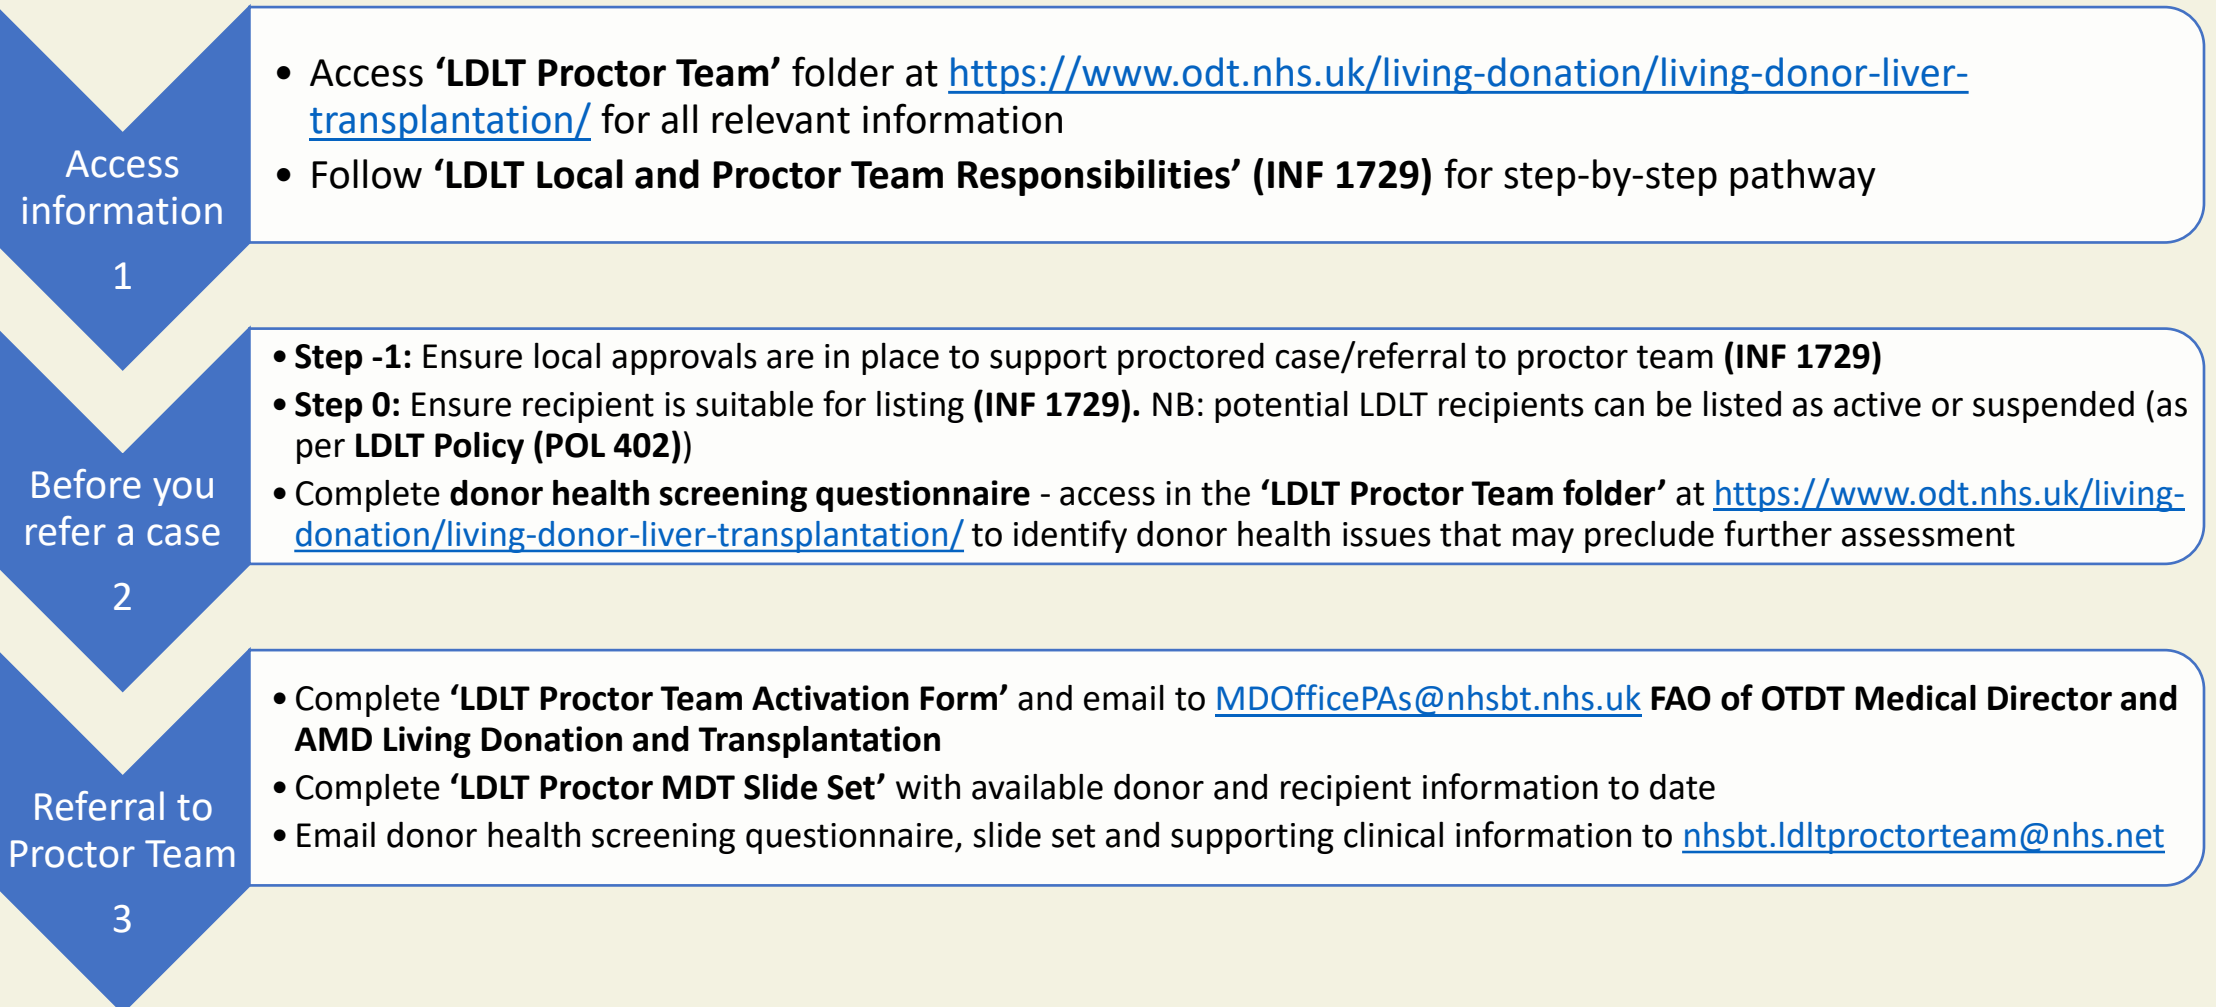 Access
information
1
• Access ‘LDLT Proctor Team’ folder at https://www.odt.nhs.uk/living-donation/living-donor-liver-
transplantation/ for all relevant information
• Follow ‘LDLT Local and Proctor Team Responsibilities’ (INF 1729) for step-by-step pathway
Before you
refer a case
2
• Step -1: Ensure local approvals are in place to support proctored case/referral to proctor team (INF 1729)
• Step 0: Ensure recipient is suitable for listing (INF 1729). NB: potential LDLT recipients can be listed as active or suspended (as
per LDLT Policy (POL 402))
• Complete donor health screening questionnaire - access in the ‘LDLT Proctor Team folder’ at https://www.odt.nhs.uk/living-
donation/living-donor-liver-transplantation/ to identify donor health issues that may preclude further assessment
Referral to
Proctor Team
3
• Complete ‘LDLT Proctor Team Activation Form’ and email to MDOfficePAs@nhsbt.nhs.uk FAO of OTDT Medical Director and
AMD Living Donation and Transplantation
• Complete ‘LDLT Proctor MDT Slide Set’ with available donor and recipient information to date
• Email donor health screening questionnaire, slide set and supporting clinical information to nhsbt.ldltproctorteam@nhs.net